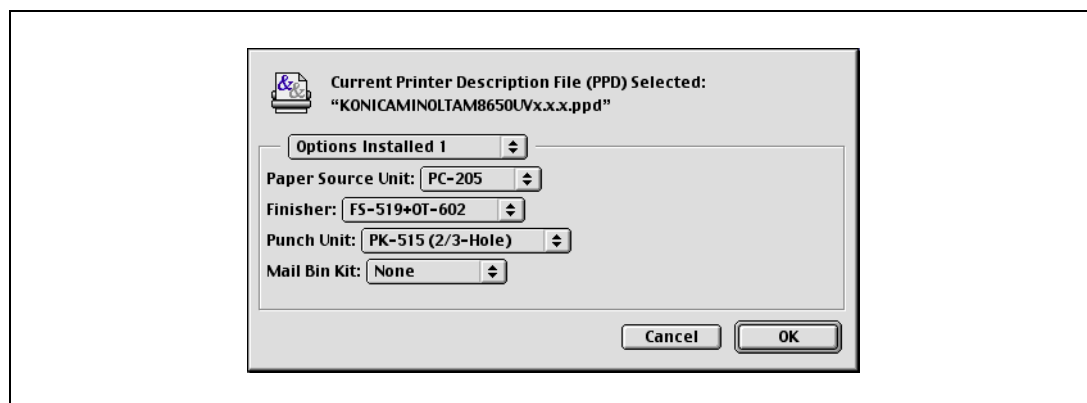 Current Printer Description File (PPD) Selected:
“KONICAMINOLTAM8650UVx.x.x.ppd”
Options Installed 1
Paper Source Unit: PC-205
Finisher: FS-519+OT-602
Punch Unit: PK-515 (2/3-Hole)
Mail Bin Kit: None
Cancel OK